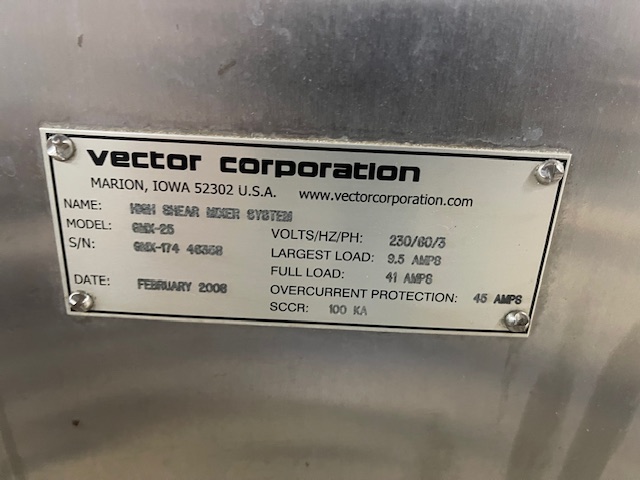 vector corporation
MARION, IOWA 52302 U.S.A. www.vectorcorporation.com
NAME: HIGH SHEAR MIXER SYSTEM
MODEL: GMX-25
S/N: GMX-174 46368
VOLTS/HZ/PH: 230/60/3
LARGEST LOAD: 9.5 AMPS
FULL LOAD: 41 AMPS
DATE: FEBRUARY 2008
OVERCURRENT PROTECTION: 45 AMPS
SCCR: 100 KA